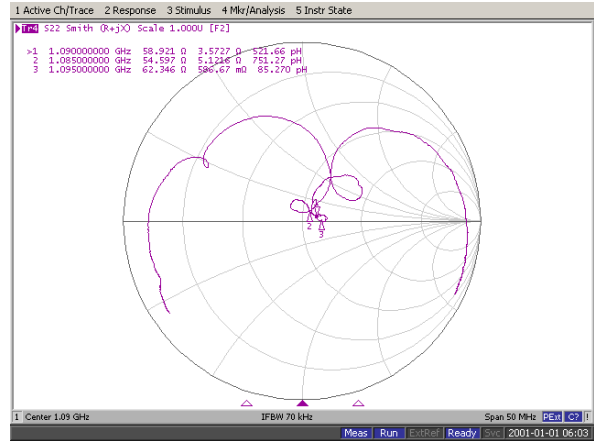 1 Active Ch/Trace 2 Response 3 Stimulus 4 Mkr/Analysis 5 Instr State
Tr4 S22 Smith (R+jX) Scale 1.000U [F2]
>1 1.090000000 GHz 58.921 Ω 3.5727 Ω 521.66 pH
2 1.085000000 GHz 54.597 Ω 5.1216 Ω 751.27 pH
3 1.095000000 GHz 62.346 Ω 586.67 mΩ 85.270 pH
2
3
1 Center 1.09 GHz IFBW 70 kHz Span 50 MHz PExt C? !
Meas Run ExtRef Ready Svc 2001-01-01 06:03